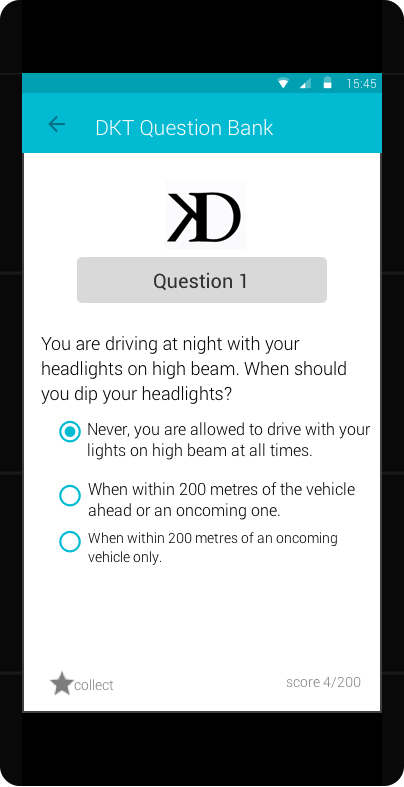 15:45
DKT Question Bank
KD
Question 1
You are driving at night with your
headlights on high beam. When should
you dip your headlights?
Never, you are allowed to drive with your
lights on high beam at all times.
When within 200 metres of the vehicle
ahead or an oncoming one.
When within 200 metres of an oncoming
vehicle only.
collect
score 4/200